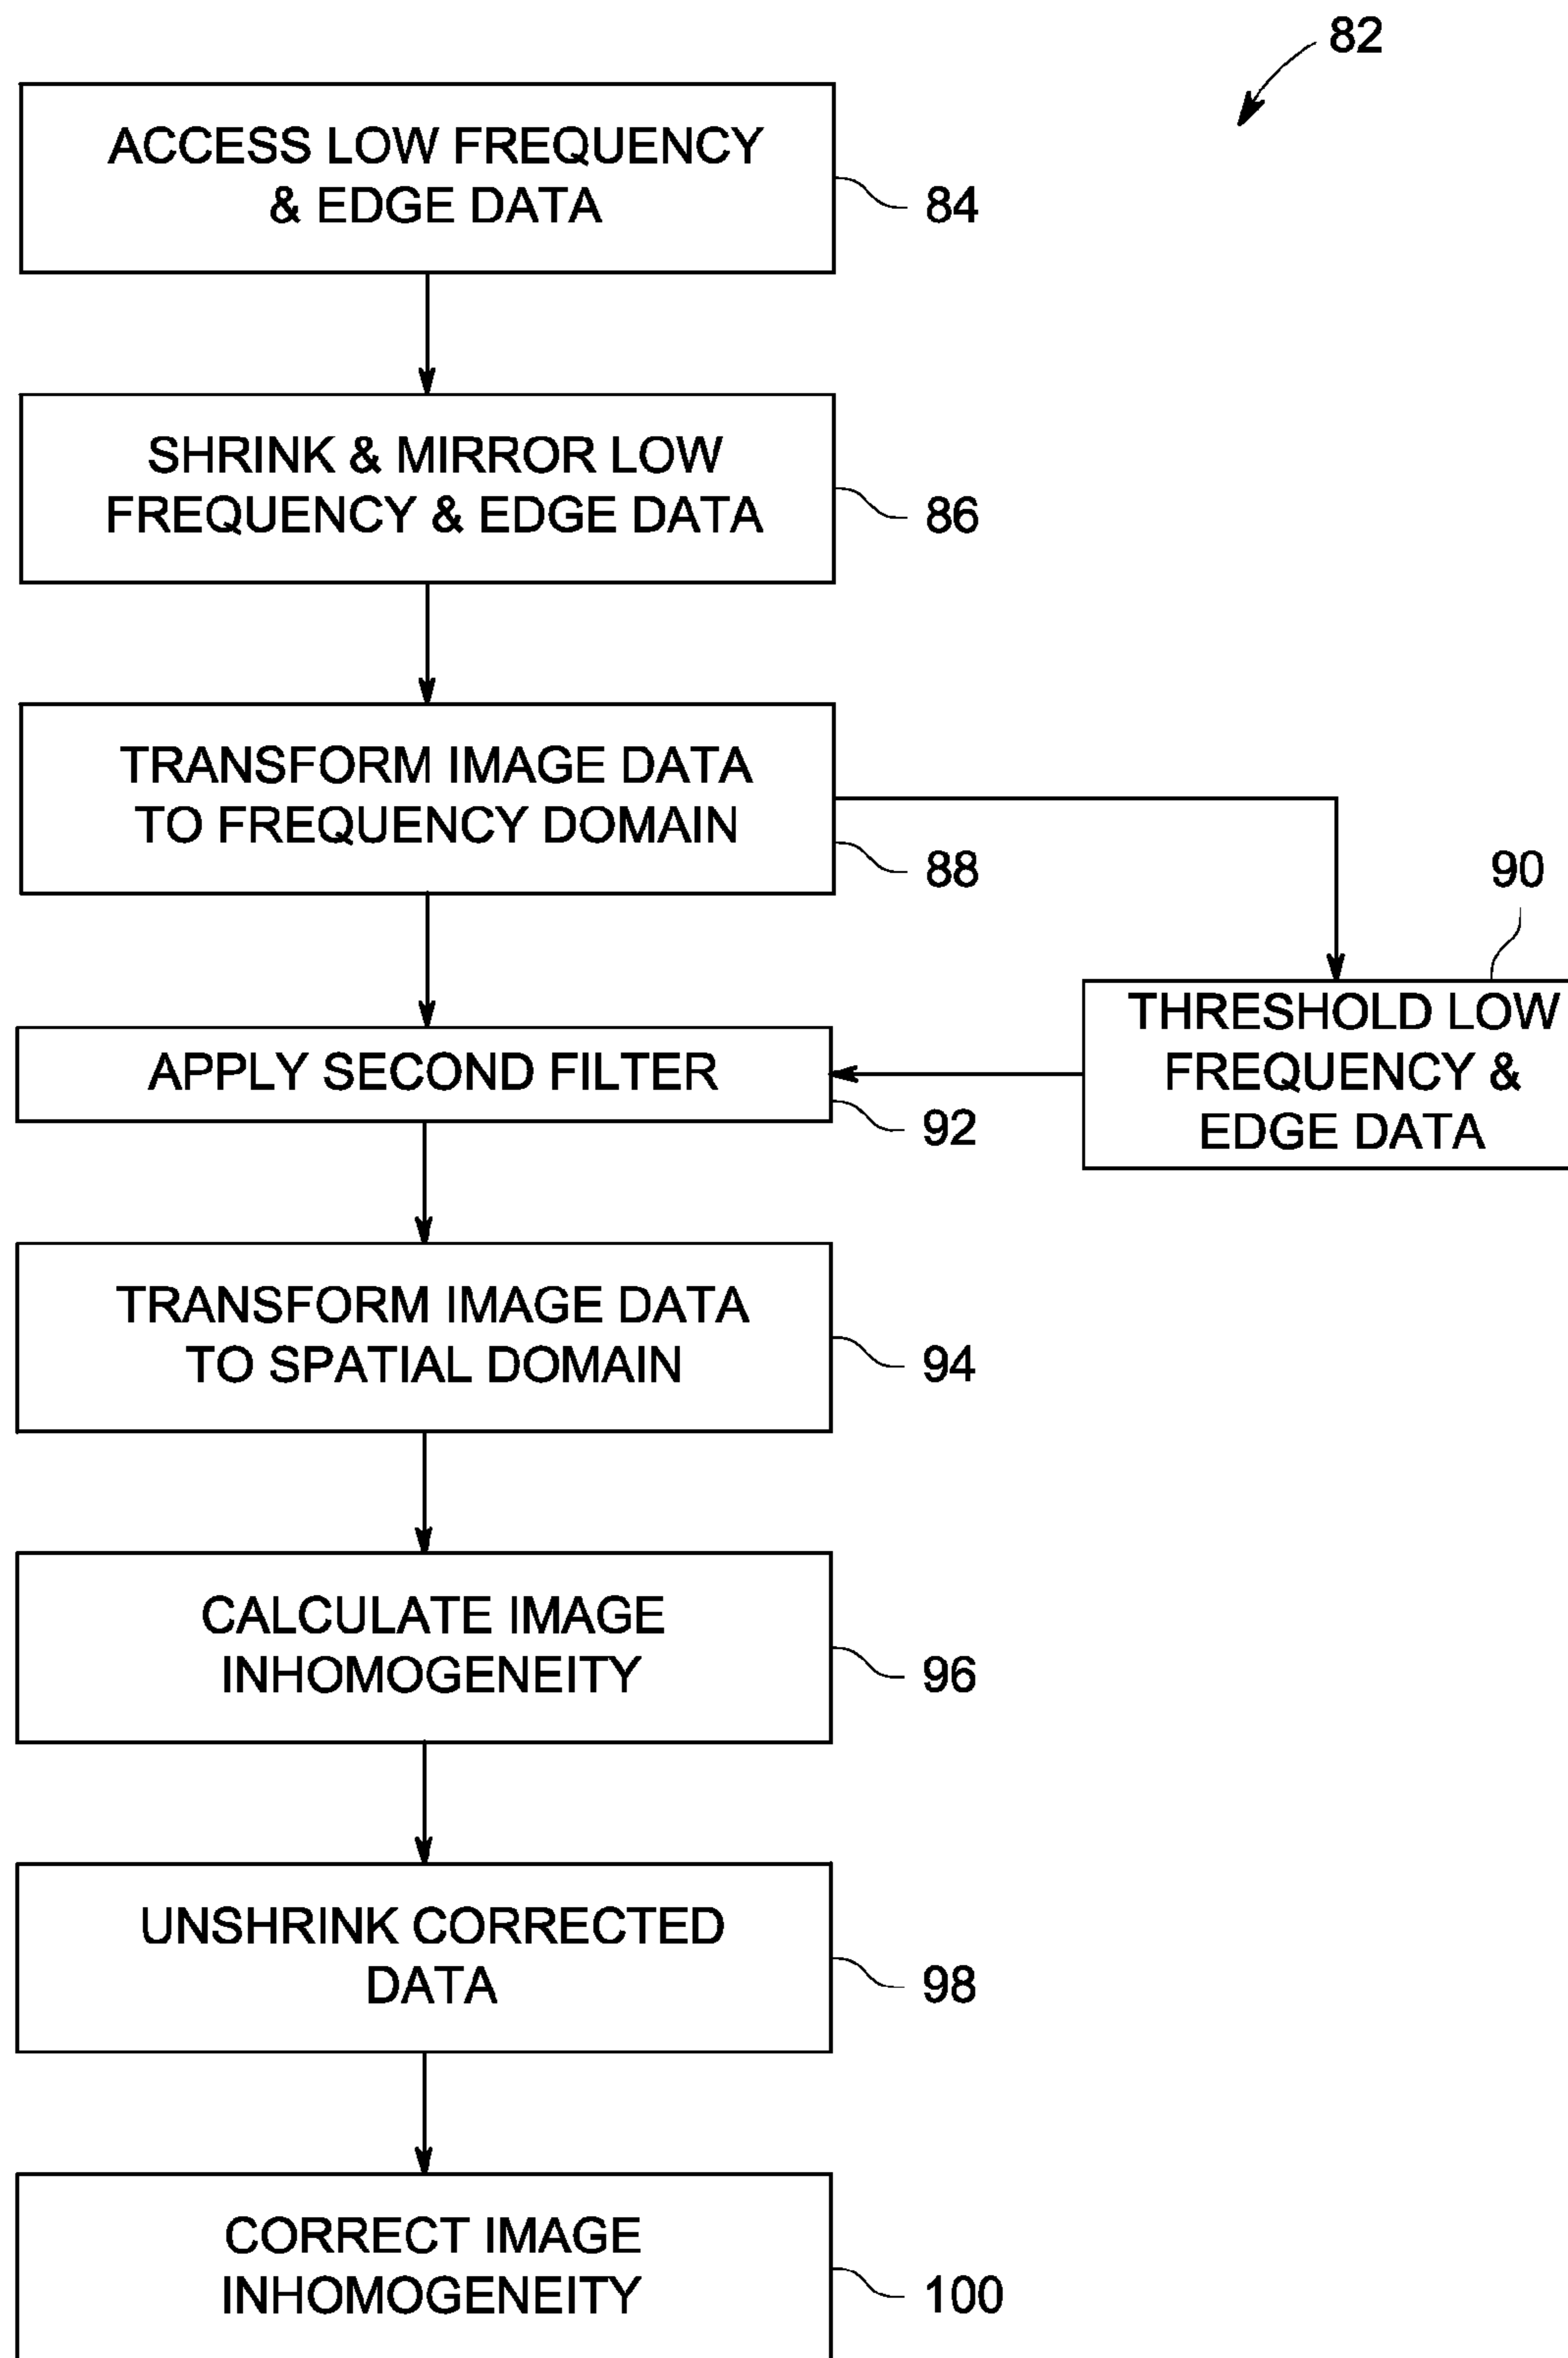 82
ACCESS LOW FREQUENCY
& EDGE DATA
84
SHRINK & MIRROR LOW
FREQUENCY & EDGE DATA
86
TRANSFORM IMAGE DATA
TO FREQUENCY DOMAIN
88
90
THRESHOLD LOW
FREQUENCY &
EDGE DATA
APPLY SECOND FILTER
92
TRANSFORM IMAGE DATA
TO SPATIAL DOMAIN
94
CALCULATE IMAGE
INHOMOGENEITY
96
UNSHRINK CORRECTED
DATA
98
CORRECT IMAGE
INHOMOGENEITY
100